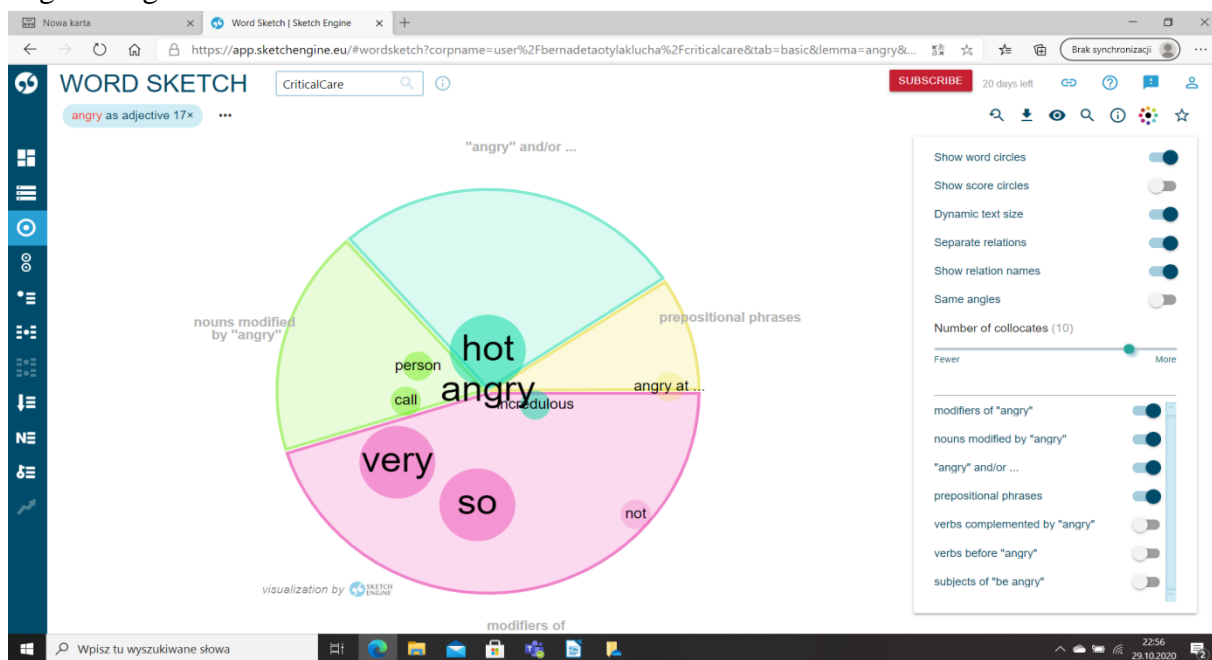 Nowa karta
Word Sketch | Sketch Engine
https://app.sketchengine.eu/#wordsketch?corpname=user%2Fbernadetaotylaklucha%2Fcriticalcare&tab=basic&lemma=angry&...
Brak synchronizacji
WORD SKETCH
CriticalCare
SUBSCRIBE
20 days left
angry as adjective 17×
"angry" and/or ...
nouns modified
by "angry"
prepositional phrases
hot
person
angry
call
incredulous
angry at ...
very
so
not
visualization by SKETCH
ENGINE
modifiers of
Show word circles
Show score circles
Dynamic text size
Separate relations
Show relation names
Same angles
Number of collocates (10)
Fewer
More
modifiers of "angry"
nouns modified by "angry"
"angry" and/or ...
prepositional phrases
verbs complemented by "angry"
verbs before "angry"
subjects of "be angry"
Wpisz tu wyszukiwane słowa
22:56
29.10.2020